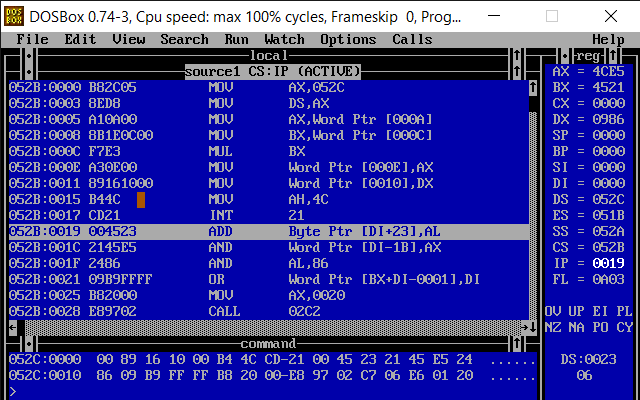 DOSBox 0.74-3, Cpu speed: max 100% cycles, Frameskip 0, Prog...
File Edit View Search Run Watch Options Calls Help
local
source1 CS:IP (ACTIVE)
052B:0000 B82C05 MOV AX,052C
052B:0003 8ED8 MOV DS,AX
052B:0005 A10A00 MOV AX,Word Ptr [000A]
052B:0008 8B1E0C00 MOV BX,Word Ptr [000C]
052B:000C F7E3 MUL BX
052B:000E A30E00 MOV Word Ptr [000E],AX
052B:0011 89161000 MOV Word Ptr [0010],DX
052B:0015 B44C MOV AH,4C
052B:0017 CD21 INT 21
052B:0019 004523 ADD Byte Ptr [DI+23],AL
052B:001C 2145E5 AND Word Ptr [DI-1B],AX
052B:001F 2486 AND AL,86
052B:0021 09B9FFFF OR Word Ptr [BX+DI-0001],DI
052B:0025 B82000 MOV AX,0020
052B:0028 E89702 CALL 02C2
command
052C:0000 00 89 16 10 00 B4 4C CD-21 00 45 23 21 45 E5 24 ......
052C:0010 86 09 B9 FF FF B8 20 00-E8 97 02 C7 06 E6 01 20 ......
>
reg
AX = 4CE5
BX = 4521
CX = 0000
DX = 0986
SP = 0000
BP = 0000
SI = 0000
DI = 0000
DS = 052C
ES = 051B
SS = 052A
CS = 052B
IP = 0019
FL = 0A03
OV UP EI PL
NZ NA PO CY
DS:0023
06